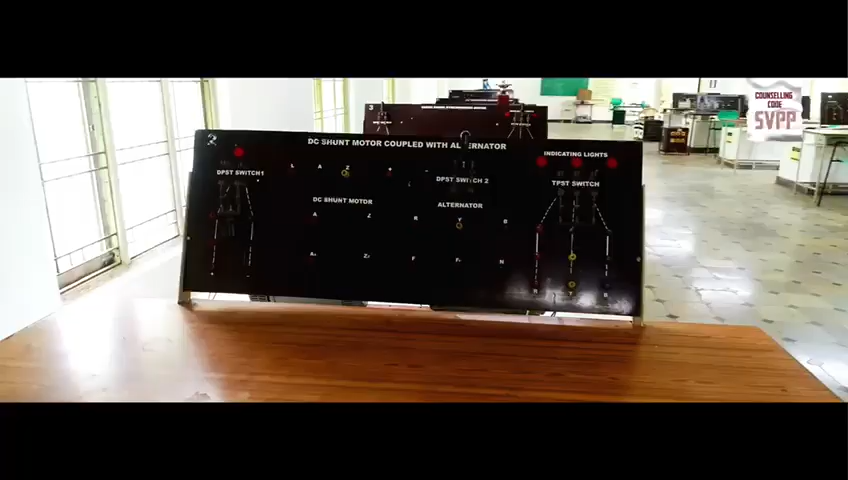 COUNSELLING
CODE
SVPP
3
2
DC SHUNT MOTOR COUPLED WITH ALTERNATOR
INDICATING LIGHTS
DPST SWITCH1
L A Z
DPST SWITCH 2
TPST SWITCH
DC SHUNT MOTOR
ALTERNATOR
A Z R Y B
F N
R Y B